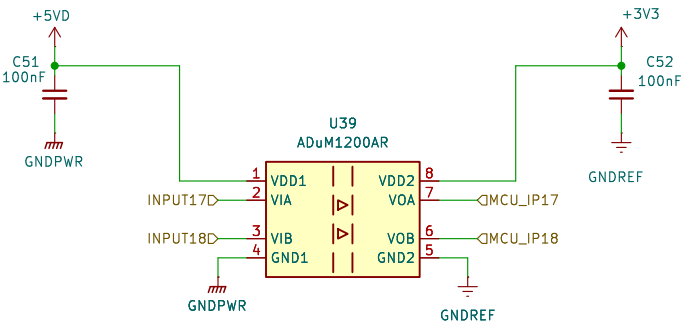 +5VD
+3V3
C51
100nF
C52
100nF
GNDPWR
U39
ADuM1200AR
GNDREF
1
VDD1
VDD2
8
INPUT17
2
VIA
VOA
7
MCU_IP17
INPUT18
3
VIB
VOB
6
MCU_IP18
4
GND1
GND2
5
GNDPWR
GNDREF